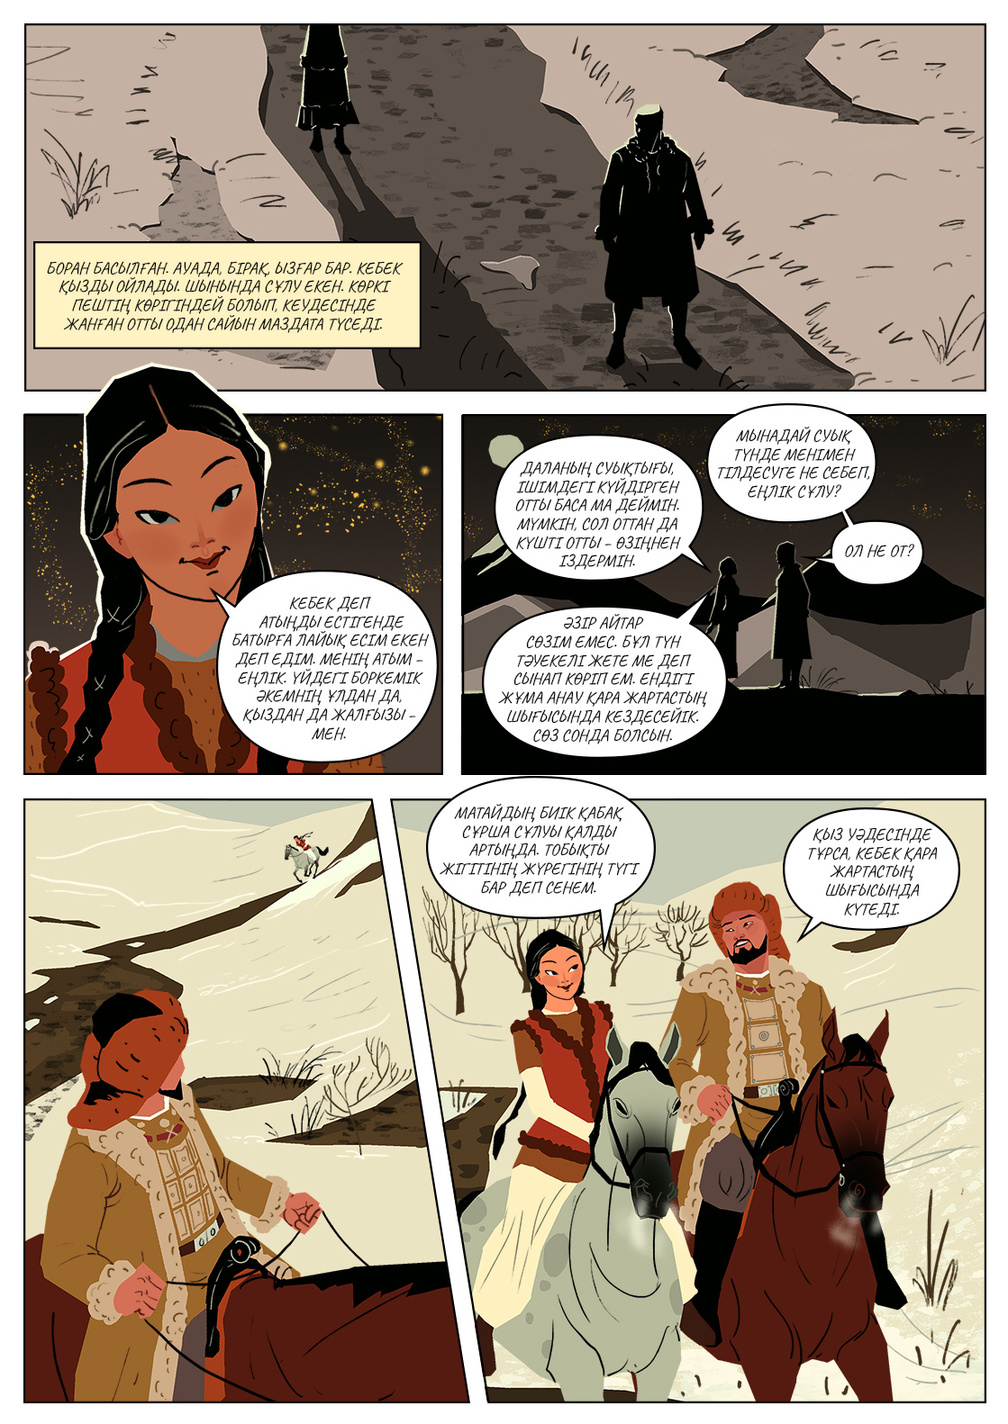 БОРАН БАСЫЛҒАН. АУАДА, БІРАҚ, ЫЗҒАР БАР. КЕБЕК
ҚЫЗДЫ ОЙЛАДЫ. ШЫНЫНДА СҰЛУ ЕКЕН. КӨРКІ
ПЕШТІҢ КӨРІГІНДЕЙ БОЛЫП, КЕУДЕСІНДЕ
ЖАНҒАН ОТТЫ ОДАН САЙЫН МАЗДАТА ТҮСЕДІ.
КЕБЕК ДЕП
АТЫҢДЫ ЕСТІГЕНДЕ
БАТЫРҒА ЛАЙЫҚ ЕСІМ ЕКЕН
ДЕП ЕДІМ. МЕНІҢ АТЫМ –
ЕҢЛІК. ҮЙДЕГІ БОРКЕМІК
ӘКЕМНІҢ ҰЛДАН ДА,
ҚЫЗДАН ДА ЖАЛҒЫЗЫ –
МЕН.
МЫНАДАЙ СУЫҚ
ТҮНДЕ МЕНІМЕН
ТІЛДЕСУГЕ НЕ СЕБЕП,
ЕҢЛІК СҰЛУ?
ДАЛАНЫҢ СУЫҚТЫҒЫ,
ІШІМДЕГІ КҮЙДІРГЕН
ОТТЫ БАСА МА ДЕЙМІН.
МҮМКІН, СОЛ ОТТАН ДА
КҮШТІ ОТТЫ – ӨЗІҢНЕН
ІЗДЕРМІН.
ОЛ НЕ ОТ?
ӘЗІР АЙТАР
СӨЗІМ ЕМЕС. БҰЛ ТҮН
ТӘУЕКЕЛІ ЖЕТЕ МЕ ДЕП
СЫНАП КӨРІП ЕМ. ЕНДІГІ
ЖҰМА АНАУ ҚАРА ЖАРТАСТЫҢ
ШЫҒЫСЫНДА КЕЗДЕСЕЙІК.
СӨЗ СОНДА БОЛСЫН.
МАТАЙДЫҢ БИІК ҚАБАҚ
СҰРША СҰЛУЫ ҚАЛДЫ
АРТЫҢДА. ТОБЫҚТЫ
ЖІГІТІНІҢ ЖҮРЕГІНІҢ ТҮГІ
БАР ДЕП СЕНЕМ.
ҚЫЗ УӘДЕСІНДЕ
ТҰРСА, КЕБЕК ҚАРА
ЖАРТАСТЫҢ
ШЫҒЫСЫНДА
КҮТЕДІ.